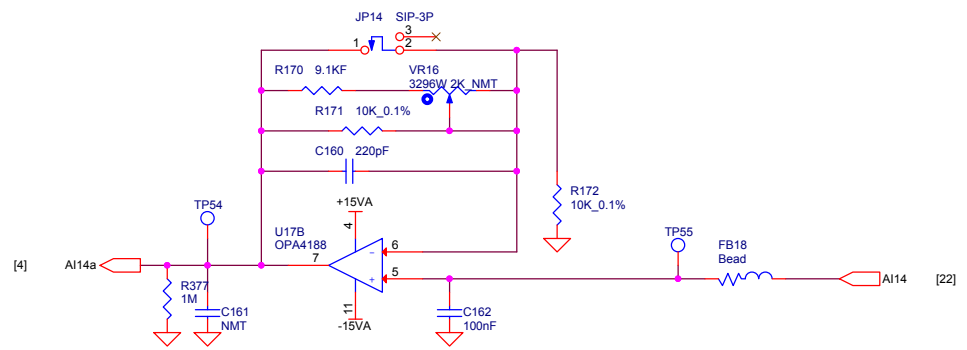 JP14 SIP-3P
3
1 2
R170 9.1KF VR16
3296W 2K_NMT
R171 10K_0.1%
C160 220pF
R172
10K_0.1%
TP54
+15VA
4
U17B
OPA4188
7
6
-
5
+
11
-15VA
TP55
FB18
Bead
[4] AI14a
AI14 [22]
R377
1M
C161
NMT
C162
100nF